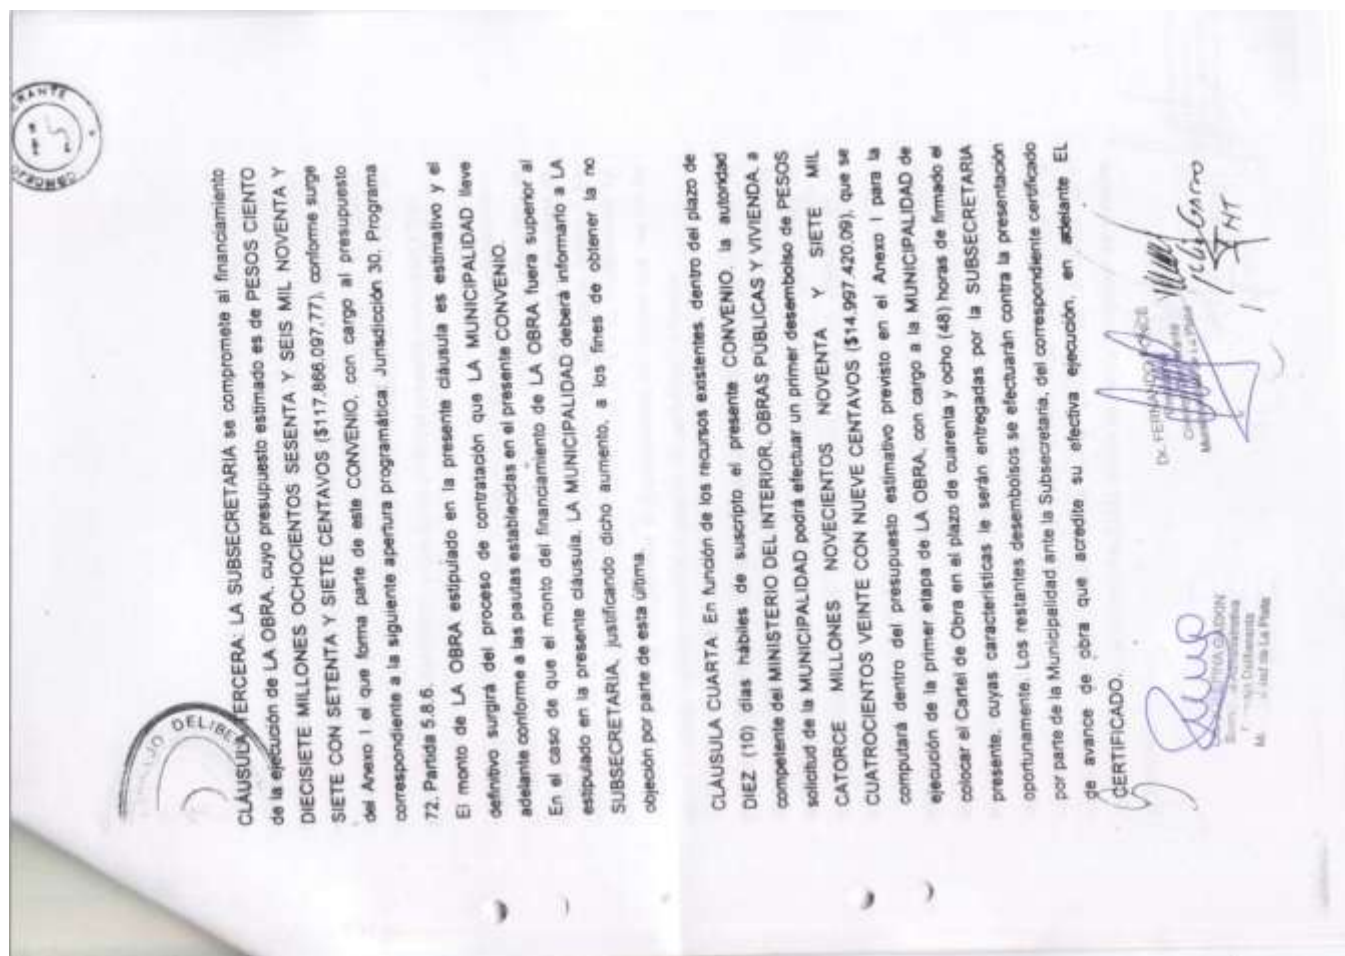 CONSEJO DELIBE
CLÁUSULA TERCERA: LA SUBSECRETARIA se compromete al financiamiento
de la ejecución de LA OBRA, cuyo presupuesto estimado es de PESOS CIENTO
DIECISIETE MILLONES OCHOCIENTOS SESENTA Y SEIS MIL NOVENTA Y
SIETE CON SETENTA Y SIETE CENTAVOS ($117.866.097,77), conforme surge
del Anexo I el que forma parte de este CONVENIO, con cargo al presupuesto
correspondiente a la siguiente apertura programática: Jurisdicción 30, Programa
72, Partida 5.8.6.
El monto de LA OBRA estipulado en la presente cláusula es estimativo y el
definitivo surgirá del proceso de contratación que LA MUNICIPALIDAD lleve
adelante conforme a las pautas establecidas en el presente CONVENIO.
En el caso de que el monto del financiamiento de LA OBRA fuera superior al
estipulado en la presente cláusula, LA MUNICIPALIDAD deberá informarlo a LA
SUBSECRETARIA, justificando dicho aumento, a los fines de obtener la no
objeción por parte de esta última.
CLÁUSULA CUARTA: En función de los recursos existentes, dentro del plazo de
DIEZ (10) días hábiles de suscripto el presente CONVENIO, la autoridad
competente del MINISTERIO DEL INTERIOR, OBRAS PÚBLICAS Y VIVIENDA, a
solicitud de la MUNICIPALIDAD podrá efectuar un primer desembolso de PESOS
CATORCE MILLONES NOVECIENTOS NOVENTA Y SIETE MIL
CUATROCIENTOS VEINTE CON NUEVE CENTAVOS ($14.997.420,09), que se
computará dentro del presupuesto estimativo previsto en el Anexo I para la
ejecución de la primer etapa de LA OBRA, con cargo a la MUNICIPALIDAD de
colocar el Cartel de Obra en el plazo de cuarenta y ocho (48) horas de firmado el
presente, cuyas características le serán entregadas por la SUBSECRETARIA
oportunamente. Los restantes desembolsos se efectuarán contra la presentación
por parte de la Municipalidad ante la Subsecretaría, del correspondiente certificado
de avance de obra que acredite su efectiva ejecución, en adelante EL
CERTIFICADO.
Dr. FERNANDO
de La Plata